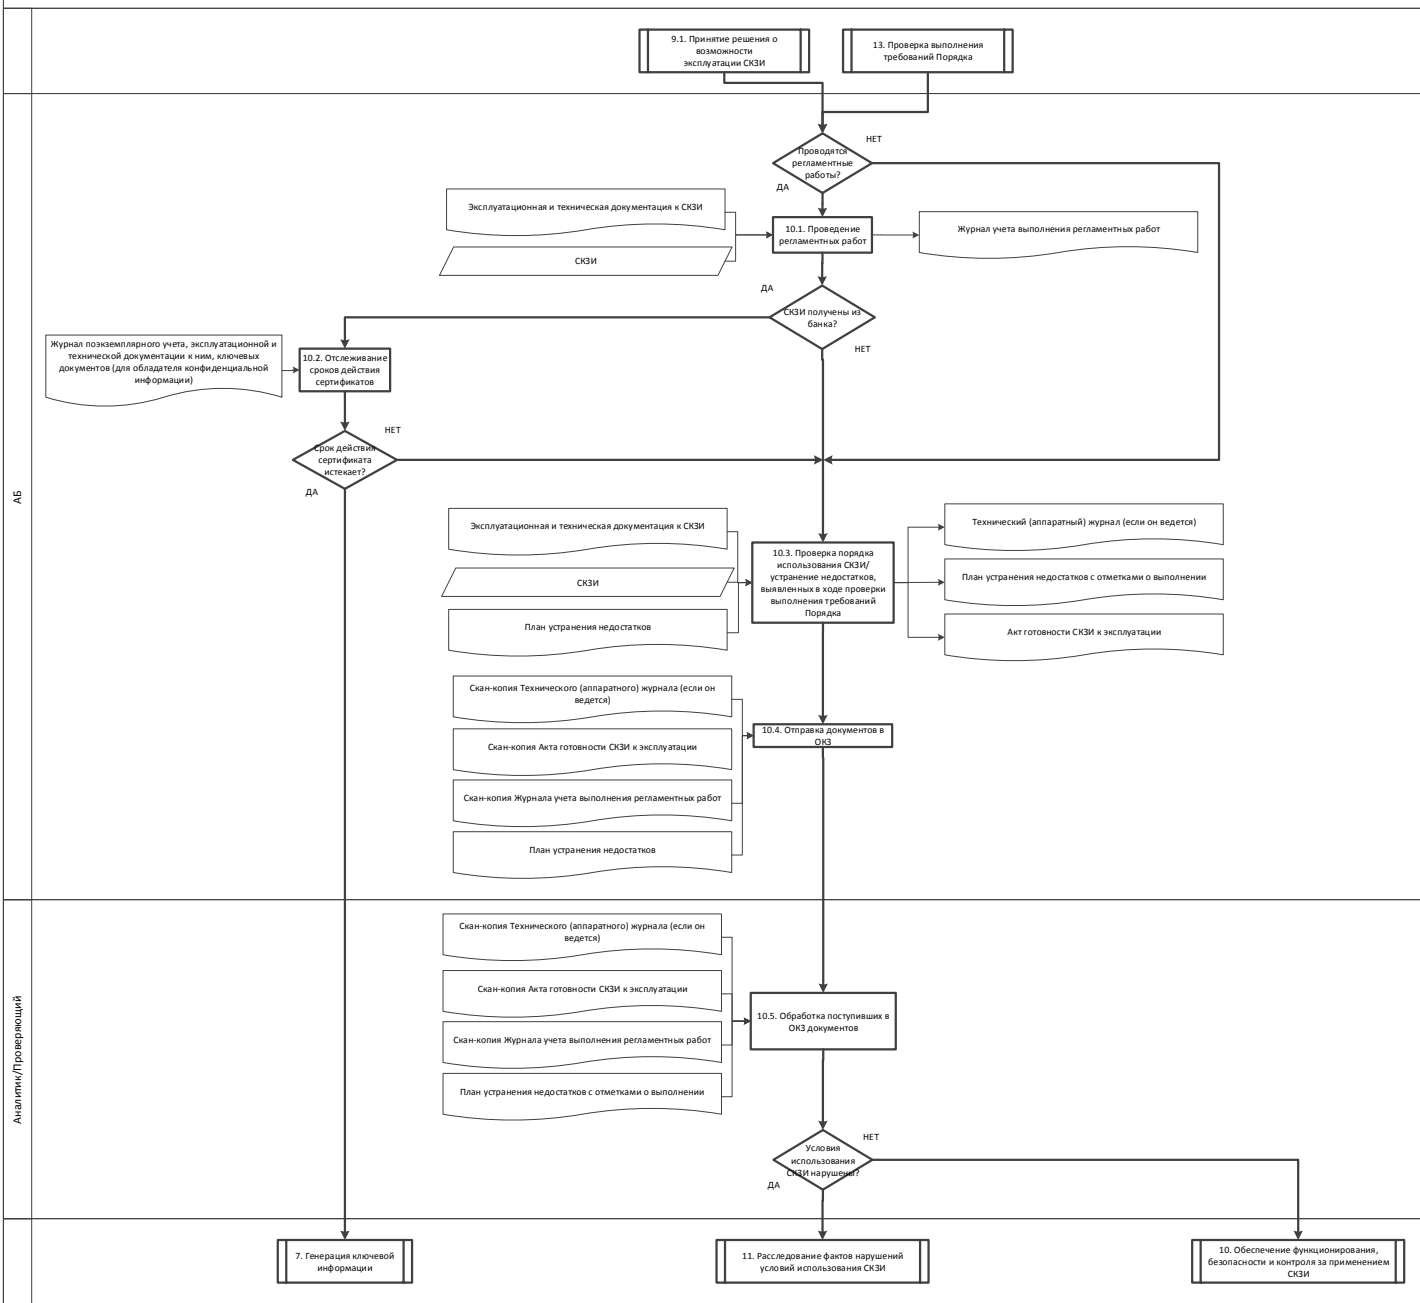 9.1. Принятие решения о
возможности
эксплуатации СКЗИ
13. Проверка выполнения
требований Порядка
АБ
Проводятся
регламентные
работы?
НЕТ
ДА
Эксплуатационная и техническая документация к СКЗИ
СКЗИ
10.1. Проведение
регламентных работ
Журнал учета выполнения регламентных работ
ДА
СКЗИ получены из
банка?
НЕТ
Журнал поэкземплярного учета, эксплуатационной и
технической документации к ним, ключевых
документов (для обладателя конфиденциальной
информации)
10.2. Отслеживание
сроков действия
сертификатов
НЕТ
Срок действия
сертификата
истекает?
ДА
Эксплуатационная и техническая документация к СКЗИ
СКЗИ
План устранения недостатков
10.3. Проверка порядка
использования СКЗИ/
устранение недостатков,
выявленных в ходе проверки
выполнения требований
Порядка
Технический (аппаратный) журнал (если он ведется)
План устранения недостатков с отметками о выполнении
Акт готовности СКЗИ к эксплуатации
Скан-копия Технического (аппаратного) журнала (если он
ведется)
Скан-копия Акта готовности СКЗИ к эксплуатации
Скан-копия Журнала учета выполнения регламентных работ
План устранения недостатков
10.4. Отправка документов в
ОКЗ
Аналитик/Проверяющий
Скан-копия Технического (аппаратного) журнала (если он
ведется)
Скан-копия Акта готовности СКЗИ к эксплуатации
Скан-копия Журнала учета выполнения регламентных работ
План устранения недостатков с отметками о выполнении
10.5. Обработка поступивших в
ОКЗ документов
Условия
использования
СКЗИ нарушены?
НЕТ
ДА
7. Генерация ключевой
информации
11. Расследование фактов нарушений
условий использования СКЗИ
10. Обеспечение функционирования,
безопасности и контроля за применением
СКЗИ